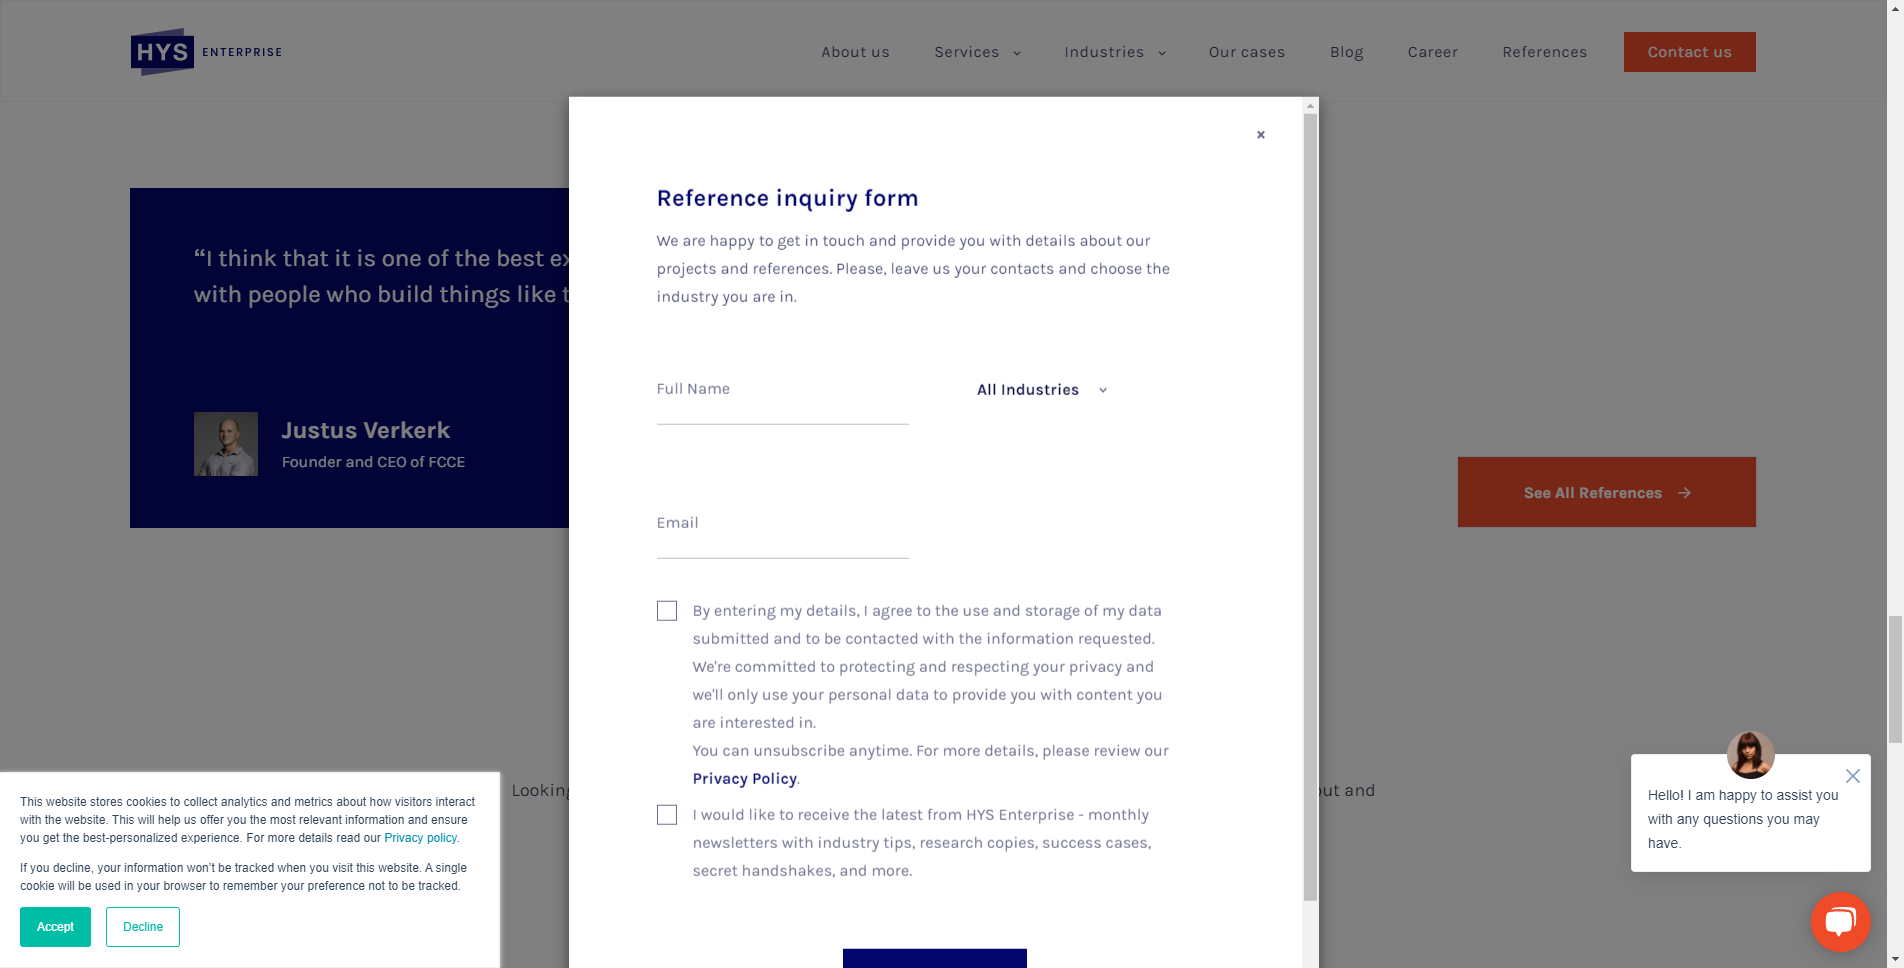 HYS ENTERPRISE
About us
Services
Industries
Our cases
Blog
Career
References
Contact us
×
Reference inquiry form
We are happy to get in touch and provide you with details about our
projects and references. Please, leave us your contacts and choose the
industry you are in.
Full Name
All Industries
Email
By entering my details, I agree to the use and storage of my data
submitted and to be contacted with the information requested.
We're committed to protecting and respecting your privacy and
we'll only use your personal data to provide you with content you
are interested in.
You can unsubscribe anytime. For more details, please review our
Privacy Policy.
I would like to receive the latest from HYS Enterprise - monthly
newsletters with industry tips, research copies, success cases,
secret handshakes, and more.
“I think that it is one of the best
with people who build things like
Justus Verkerk
Founder and CEO of FCCE
See All References →
Looking
and
This website stores cookies to collect analytics and metrics about how visitors interact
with the website. This will help us offer you the most relevant information and ensure
you get the best-personalized experience. For more details read our Privacy policy.
If you decline, your information won't be tracked when you visit this website. A single
cookie will be used in your browser to remember your preference not to be tracked.
Accept
Decline
Hello! I am happy to assist you
with any questions you may
have.